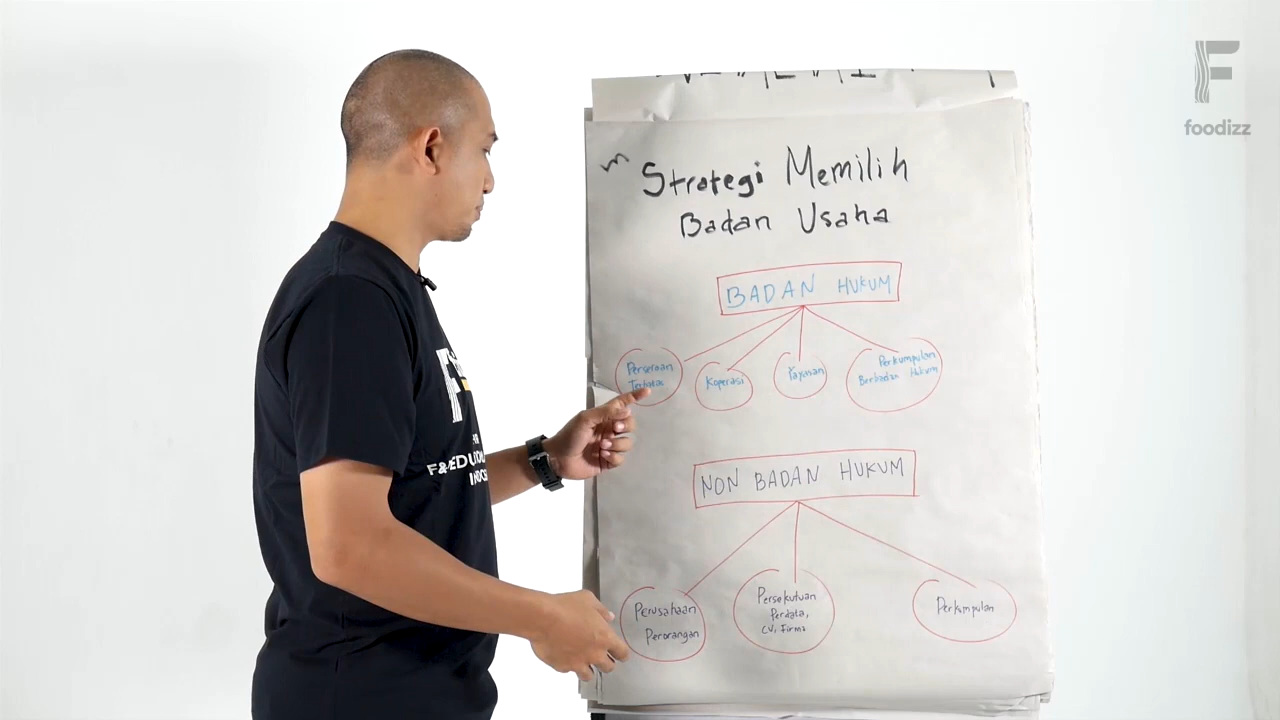 foodizz
Strategi Memilih
Badan Usaha
BADAN HUKUM
Perseroan
Terbatas
Koperasi
Yayasan
Perkumpulan
Berbadan Hukum
NON BADAN HUKUM
Perusahaan
Perorangan
Persekutuan
Perdata,
CV, Firma
Perkmpulan